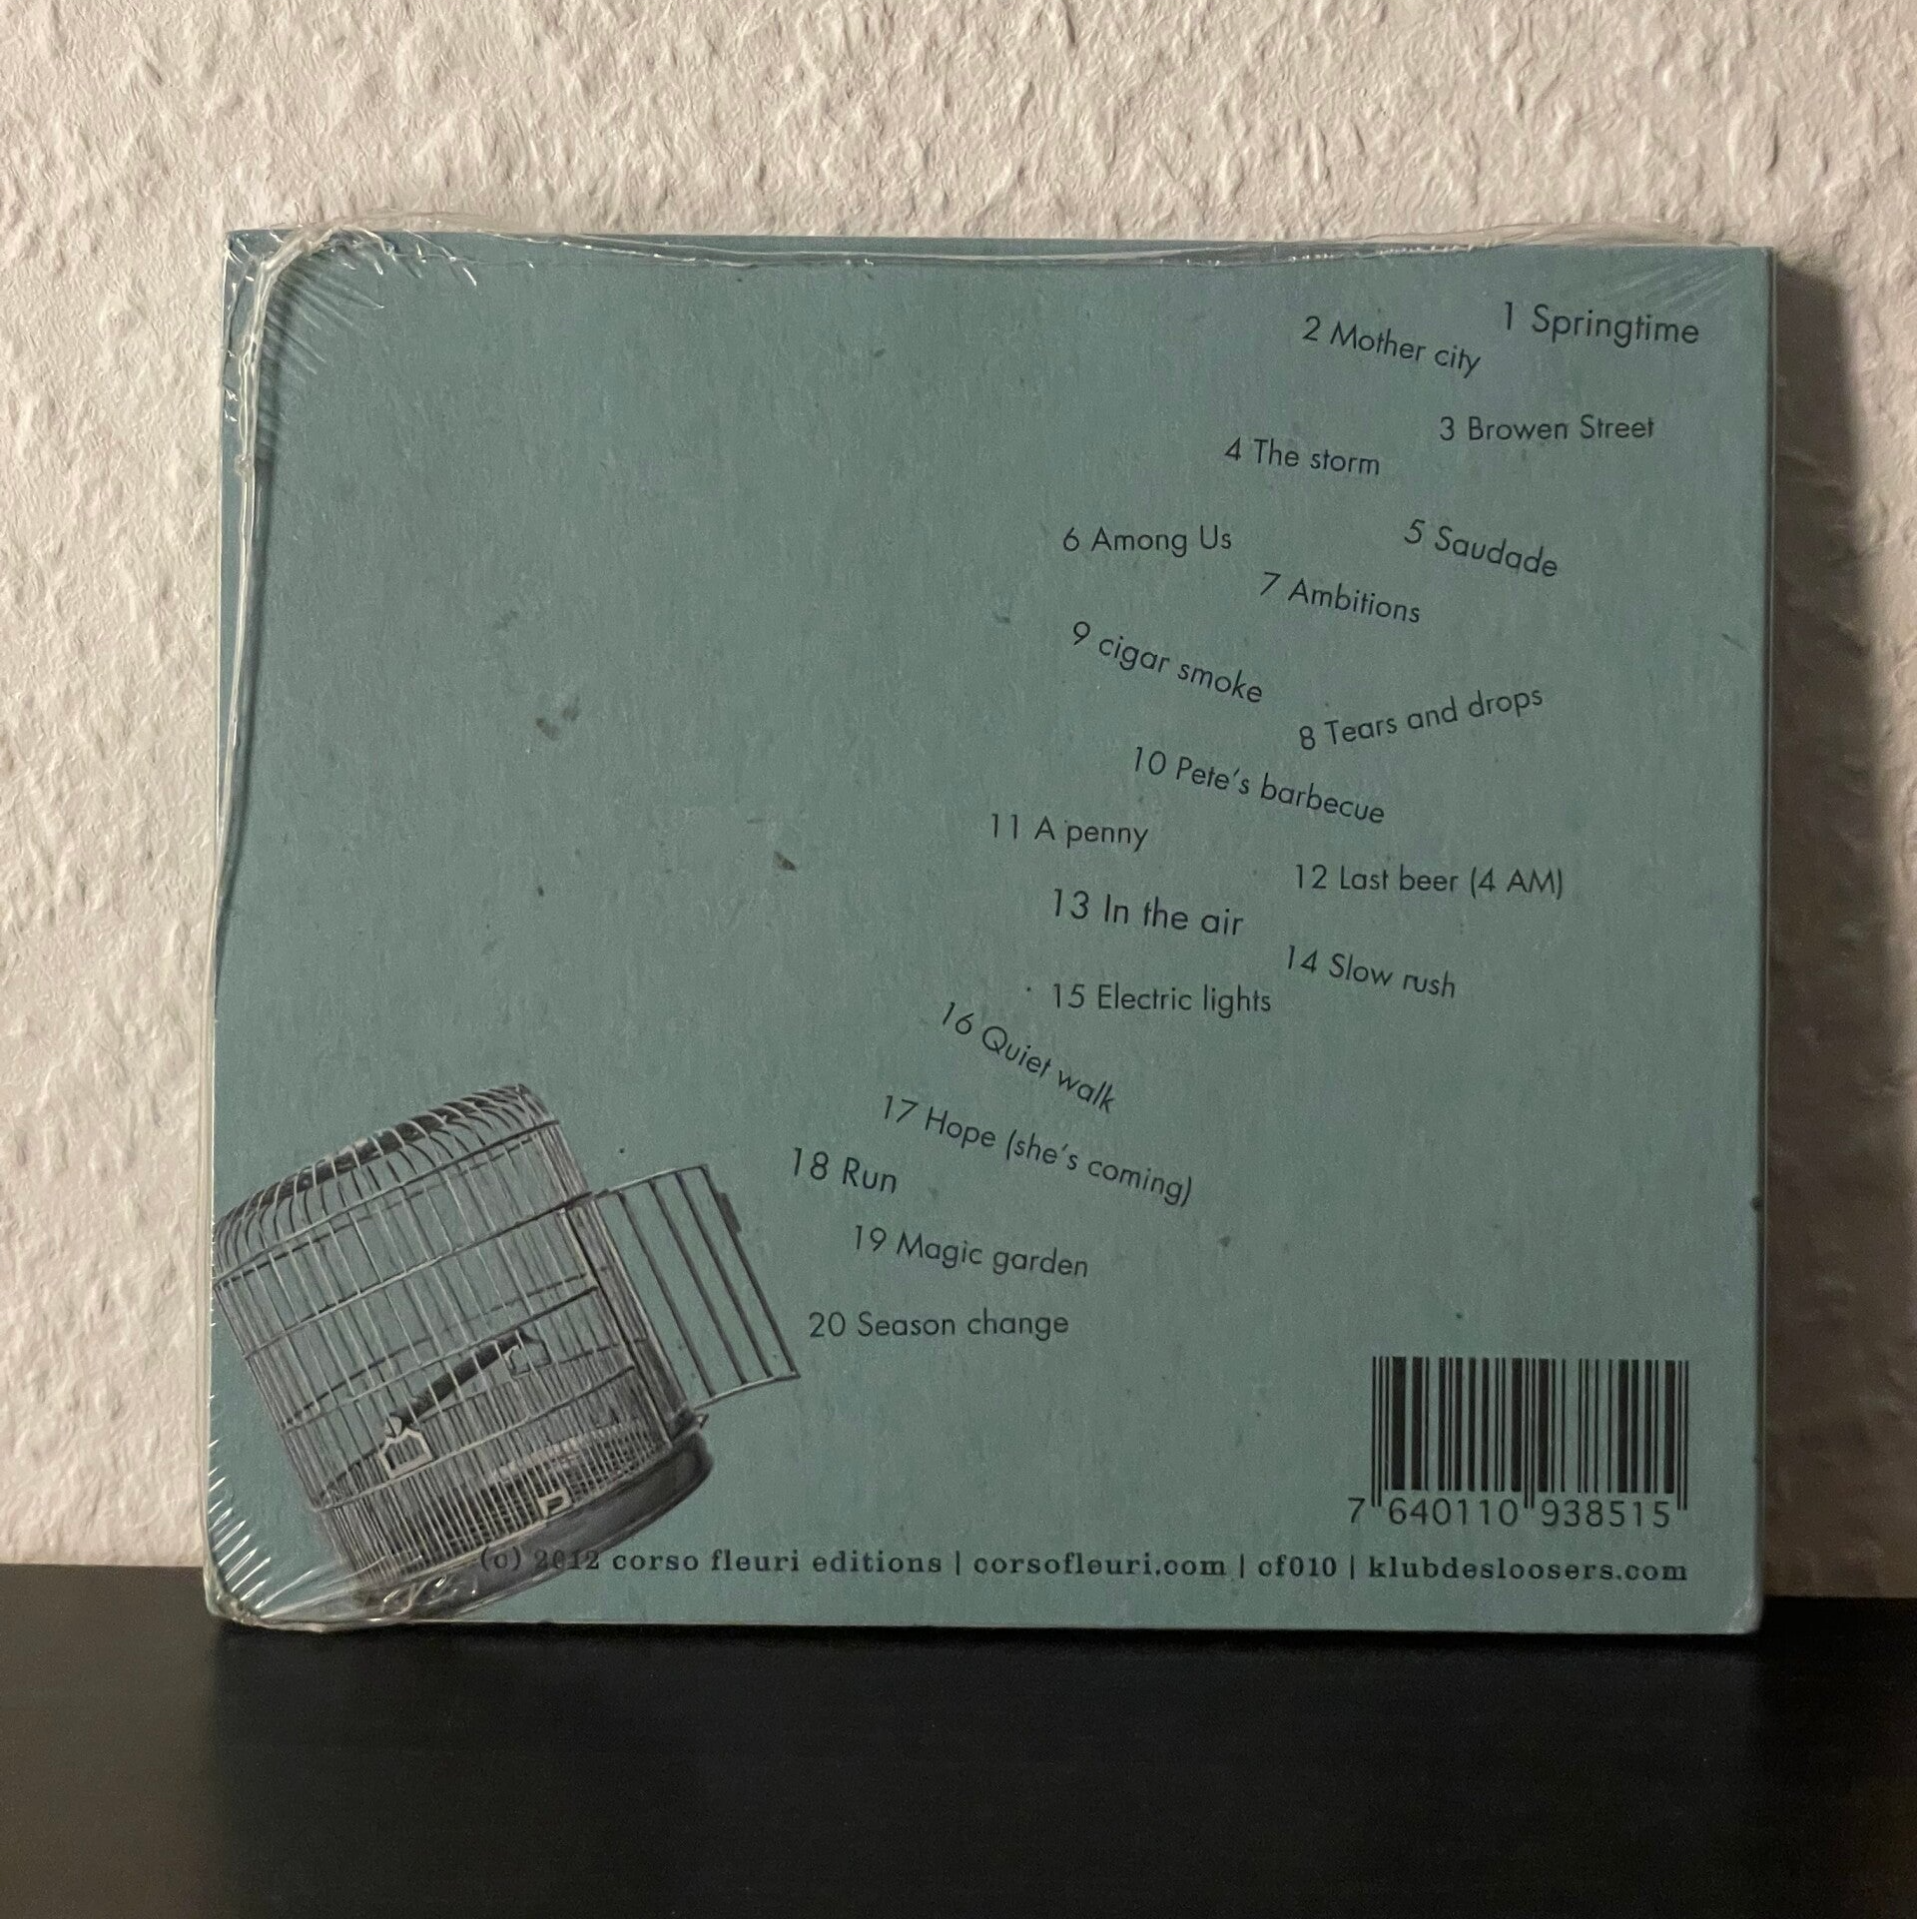 1 Springtime
2 Mother city
3 Browen Street
4 The storm
5 Saudade
6 Among Us
7 Ambitions
8 Tears and drops
9 cigar smoke
10 Pete's barbecue
11 A penny
12 Last beer (4 AM)
13 In the air
14 Slow rush
15 Electric lights
16 Quiet walk
17 Hope (she's coming)
18 Run
19 Magic garden
20 Season change
7 640110 938515
(c) 2012 corso fleuri editions | corsofleuri.com | cf010 | klubdesloosers.com